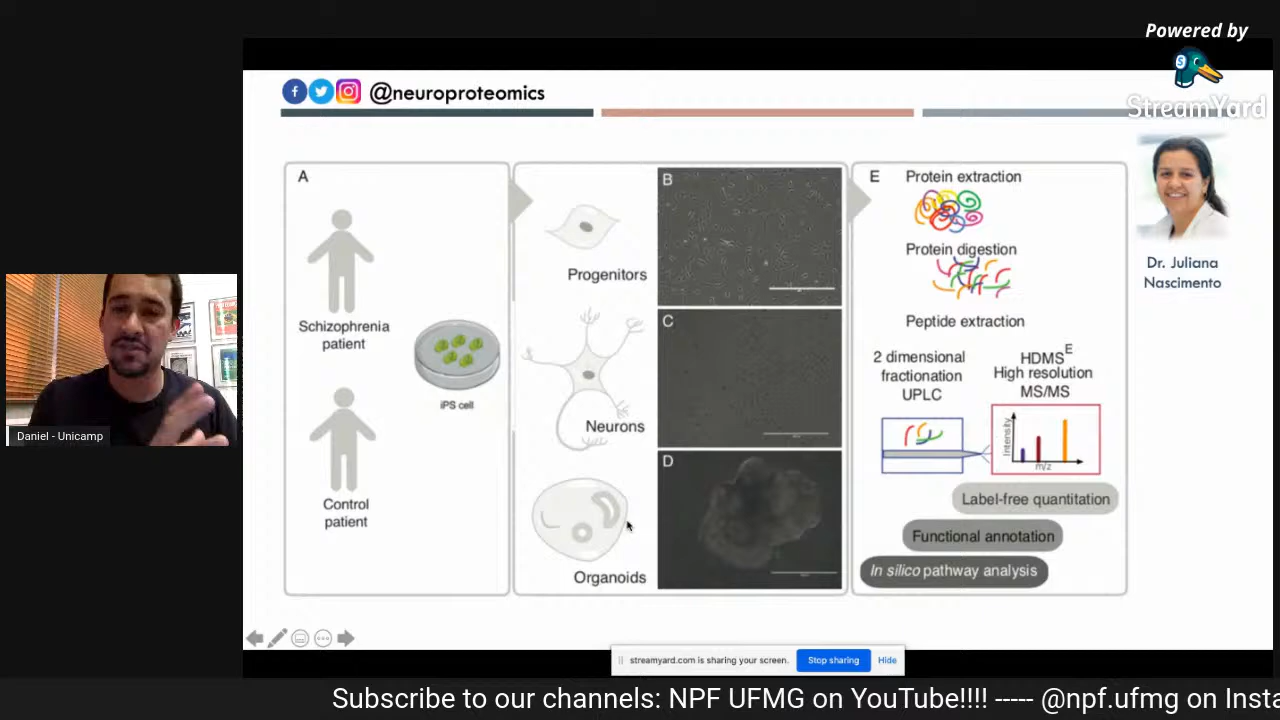 Powered by
StreamYard
@neuroproteomics
A
Schizophrenia
patient
Control
patient
iPS cell
Progenitors
Neurons
Organoids
B
C
D
E
Protein extraction
Protein digestion
Peptide extraction
2 dimensional
fractionation
UPLC
HDMSE
High resolution
MS/MS
Intensity
m/z
Label-free quantitation
Functional annotation
In silico pathway analysis
Dr. Juliana
Nascimento
Daniel - Unicamp
streamyard.com is sharing your screen.
Stop sharing
Hide
Subscribe to our channels: NPF UFMG on YouTube!!!! ----- @npf.ufmg on Insta